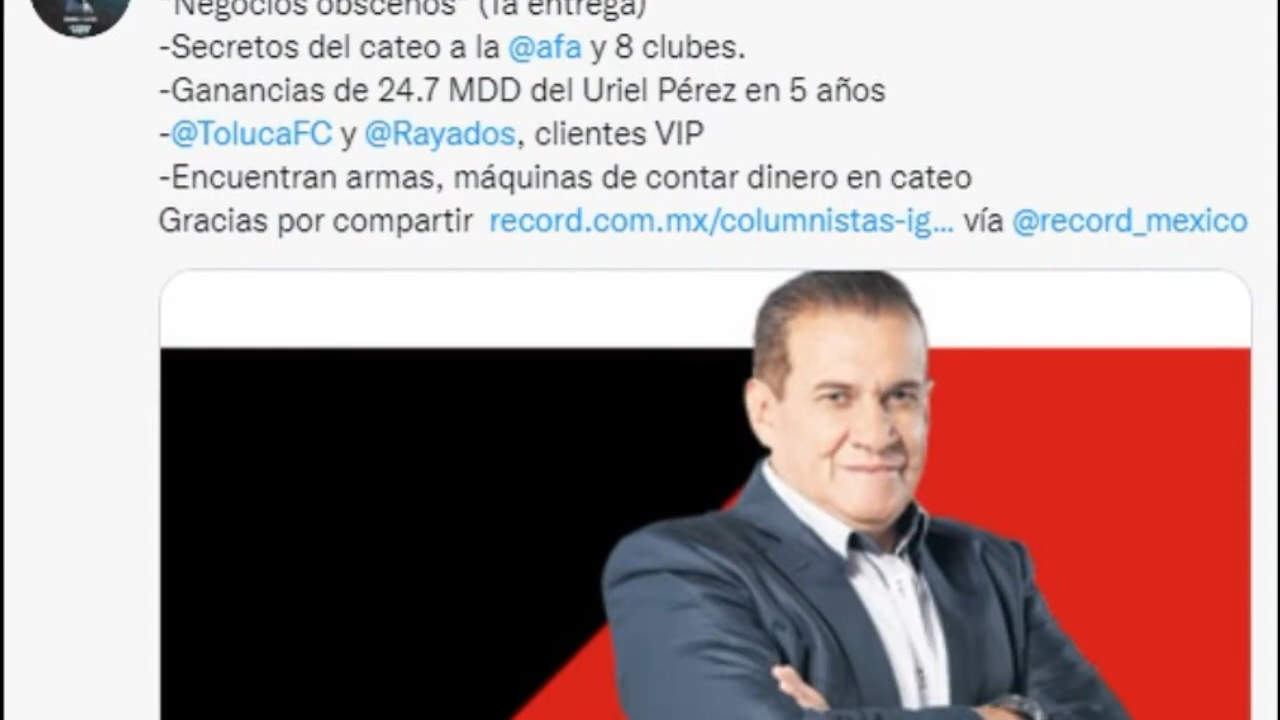 "Negocios obscenos" (1a entrega)
-Secretos del cateo a la @afa y 8 clubes.
-Ganancias de 24.7 MDD del Uriel Pérez en 5 años
-@TolucaFC y @Rayados, clientes VIP
-Encuentran armas, máquinas de contar dinero en cateo
Gracias por compartir record.com.mx/columnistas-ig... vía @record_mexico